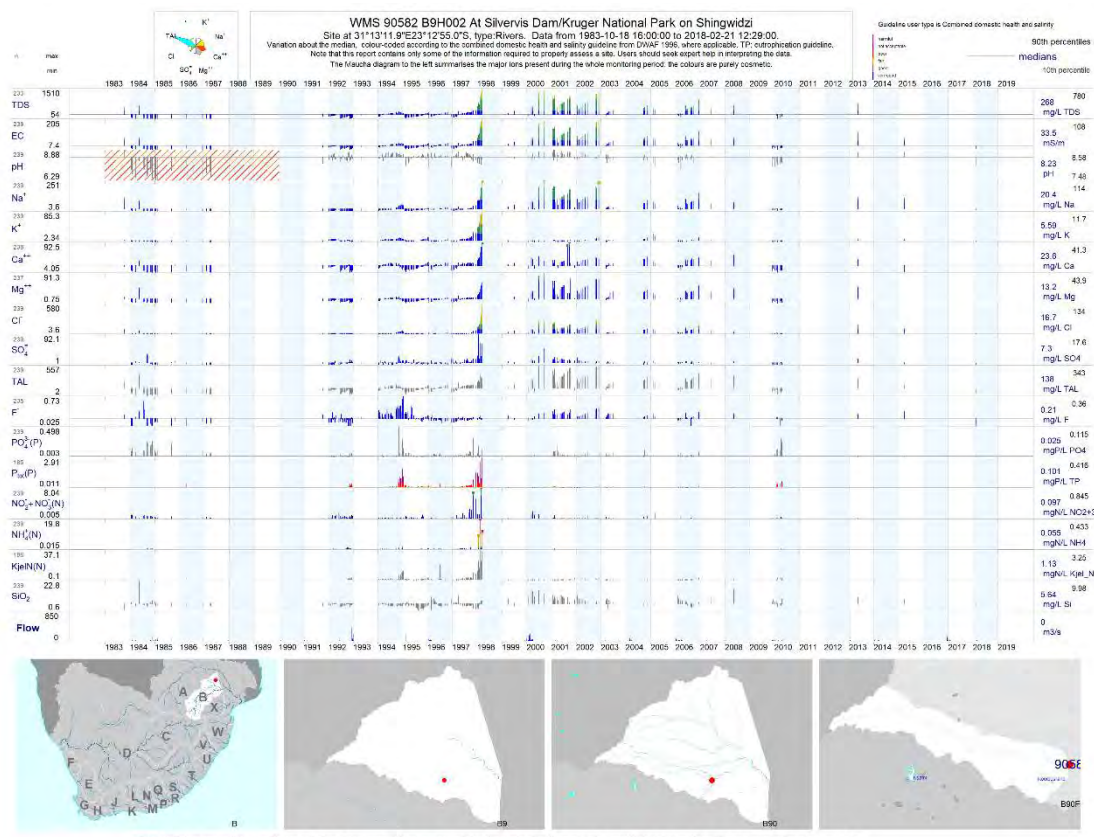 K⁺
Na⁺
Ca⁺⁺
Mg⁺⁺
SO₄⁼
Cl
TAL
WMS 90582 B9H002 At Silvervis Dam/Kruger National Park on Shingwidzi
Site at 31°13'11.9"E23°12'55.0"S, type:Rivers. Data from 1983-10-18 16:00:00 to 2018-02-21 12:29:00.
Variation about the median, colour-coded according to the combined domestic health and salinity guideline from DWAF 1996, where applicable. TP: eutrophication guideline.
Note that this report contains only some of the information required to properly assess a site. Users should seek expert help in interpreting the data.
The Maucha diagram to the left summarises the major ions present during the whole monitoring period: the colours are purely cosmetic.
Guideline user type is Combined domestic health and salinity
90th percentiles
medians
10th percentile
n max
min
1983 1984 1985 1986 1987 1988 1989 1990 1991 1992 1993 1994 1995 1996 1997 1998 1999 2000 2001 2002 2003 2004 2005 2006 2007 2008 2009 2010 2011 2012 2013 2014 2015 2016 2017 2018 2019
1510
TDS
54
780
268
mg/L TDS
239 205
EC
7.4
108
33.5
mS/m
239 8.88
pH
6.29
8.58
8.23
pH
7.48
251
Na⁺
3.6
114
20.4
mg/L Na
85.3
K⁺
2.34
11.7
5.59
mg/L K
92.5
Ca⁺⁺
4.05
41.3
23.8
mg/L Ca
237 91.3
Mg⁺⁺
0.75
43.9
13.2
mg/L Mg
239 580
Cl⁻
3.6
134
16.7
mg/L Cl
92.1
SO₄⁼
1
17.6
7.3
mg/L SO4
239 557
TAL
2
343
138
mg/L TAL
0.73
F⁻
0.025
0.36
0.21
mg/L F
239 0.498
PO₄³⁻(P)
0.003
0.115
0.025
mgP/L PO4
2.91
Ptot(P)
0.011
0.416
0.101
mgP/L TP
239 8.04
NO₂⁻+NO₃⁻(N)
0.005
0.845
0.097
mgN/L NO2+3
239 19.8
NH₄⁺(N)
0.015
0.433
0.055
mgN/L NH4
37.1
KjelN(N)
0.1
3.25
1.13
mgN/L Kjel_N
239 22.8
SiO₂
0.6
9.98
5.64
mg/L Si
850
Flow
0
0
m3/s
1983 1984 1985 1986 1987 1988 1989 1990 1991 1992 1993 1994 1995 1996 1997 1998 1999 2000 2001 2002 2003 2004 2005 2006 2007 2008 2009 2010 2011 2012 2013 2014 2015 2016 2017 2018 2019
A
B
X
W
C
V
D
U
F
T
E
L N Q S
G H J K M P R
B
B9
B90
9058
B90F